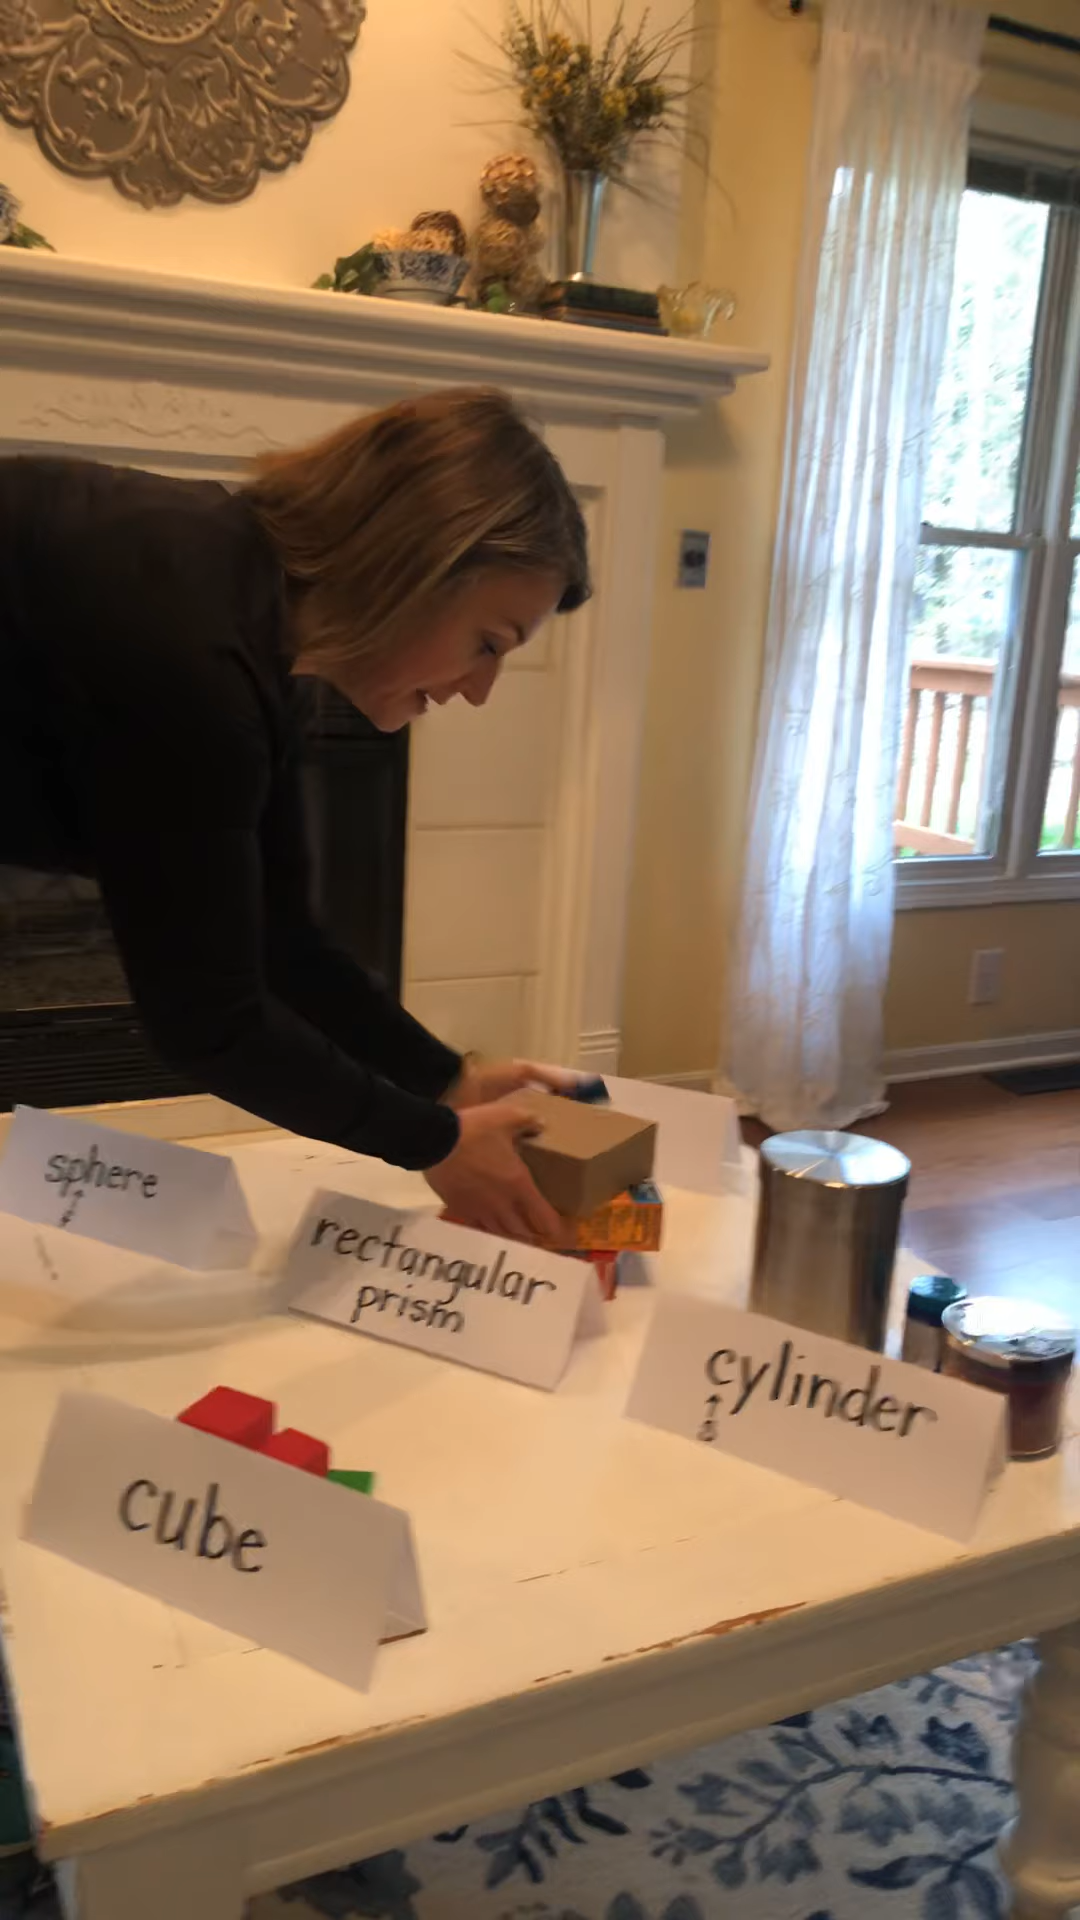 sphere
f
rectangular
prism
cylinder
s
cube